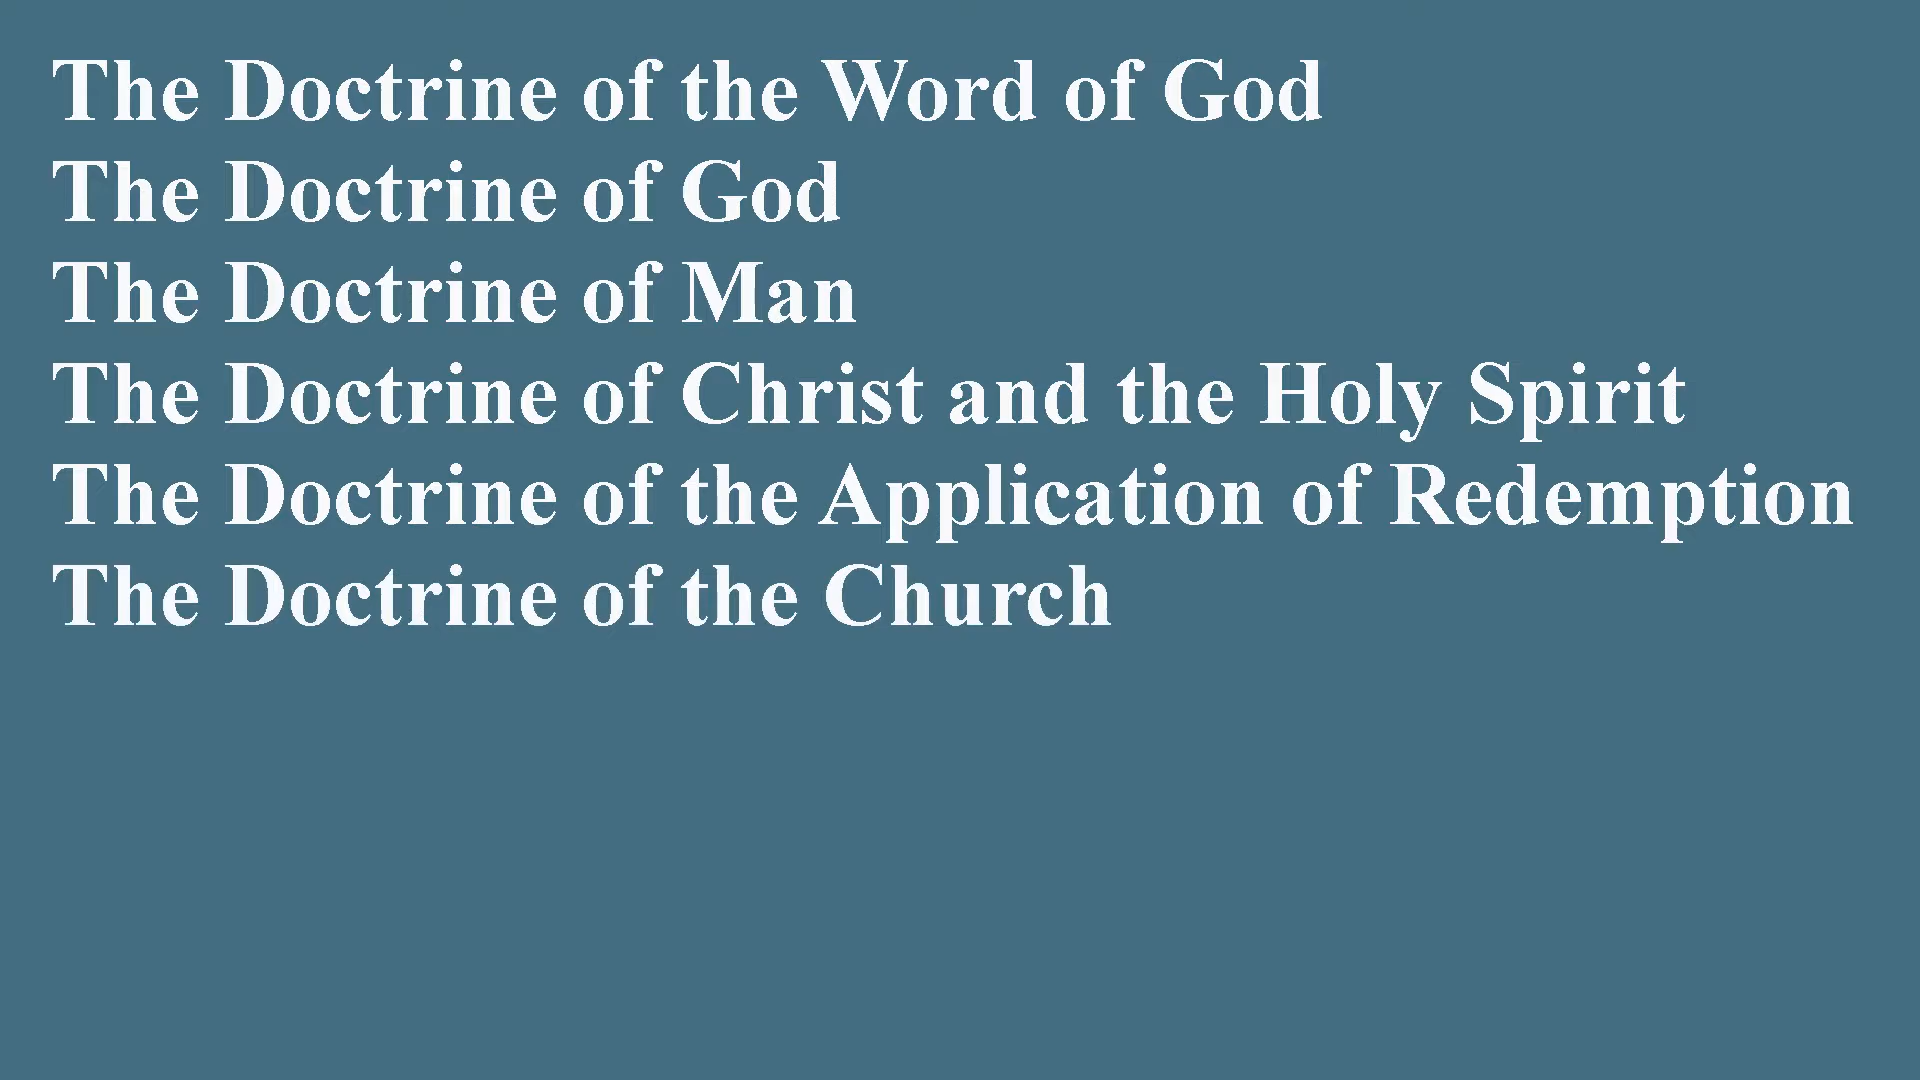 The Doctrine of the Word of God
The Doctrine of God
The Doctrine of Man
The Doctrine of Christ and the Holy Spirit
The Doctrine of the Application of Redemption
The Doctrine of the Church